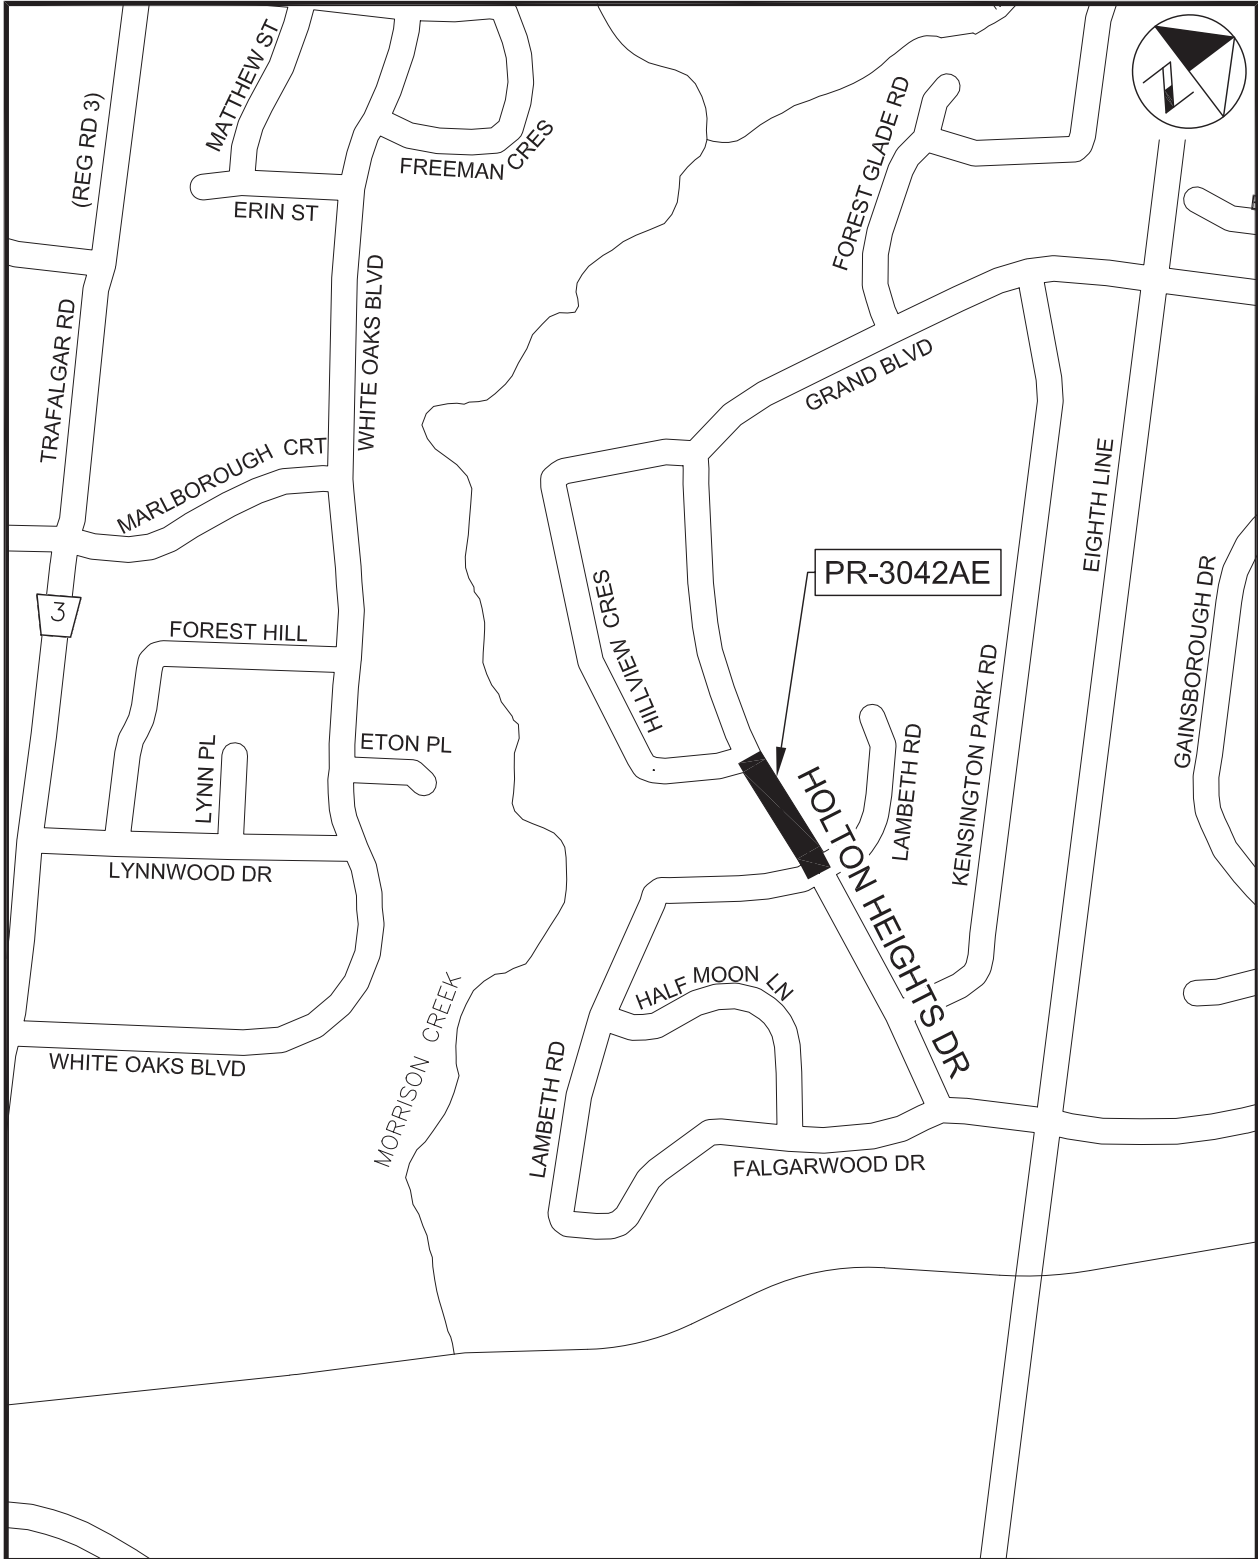 MATTHEW ST
(REG RD 3)
FREEMAN CRES
ERIN ST
FOREST GLADE RD
TRAFALGAR RD
WHITE OAKS BLVD
GRAND BLVD
MARLBOROUGH CRT
EIGHTH LINE
PR-3042AE
3
HILLVIEW CRES
GAINSBOROUGH DR
FOREST HILL
KENSINGTON PARK RD
LYNN PL
ETON PL
LAMBETH RD
HOLTON HEIGHTS DR
LYNNWOOD DR
HALF MOON LN
MORRISON CREEK
WHITE OAKS BLVD
LAMBETH RD
FALGARWOOD DR